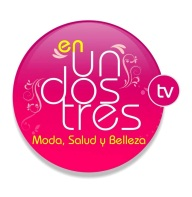 en
un
dos
tres
tv
Moda, Salud y Belleza